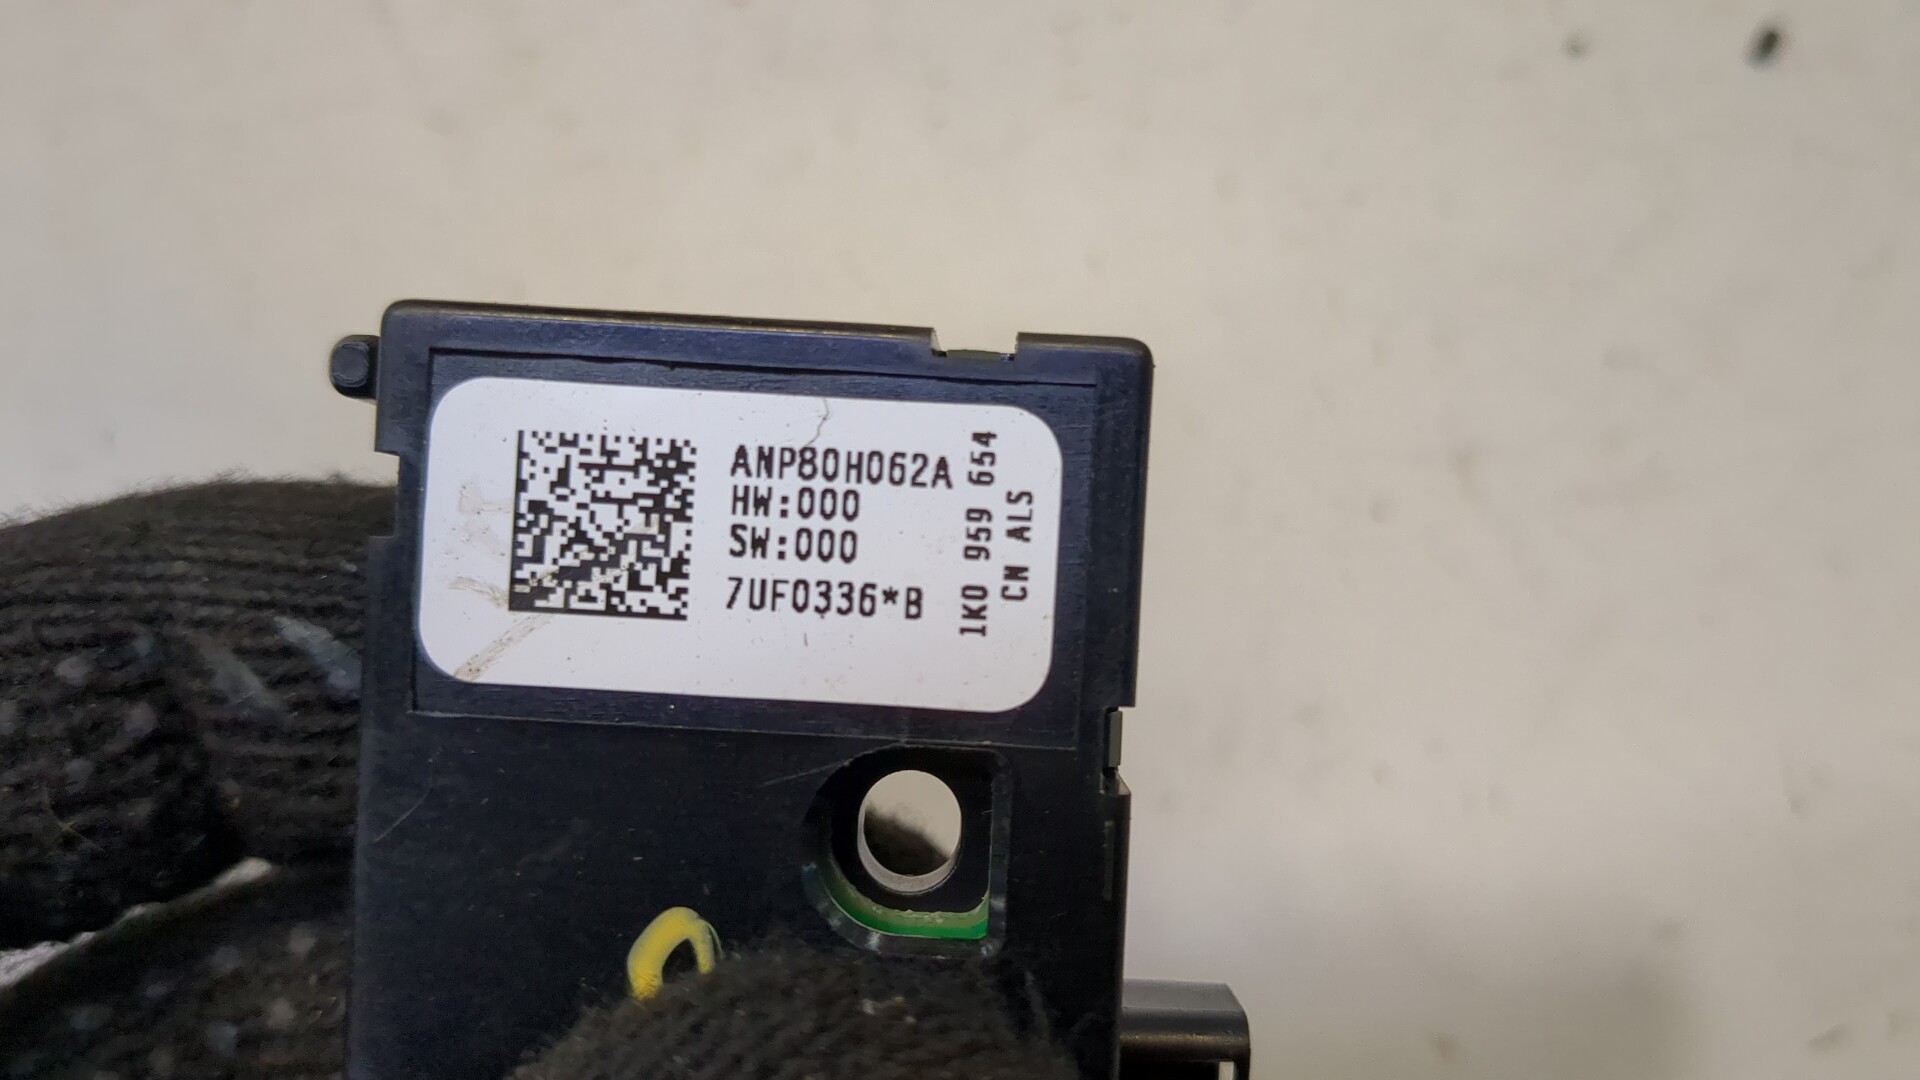 ANP80H062A
HW:000
SW:000
7UF0336*B
1K0 959 654
CN ALS